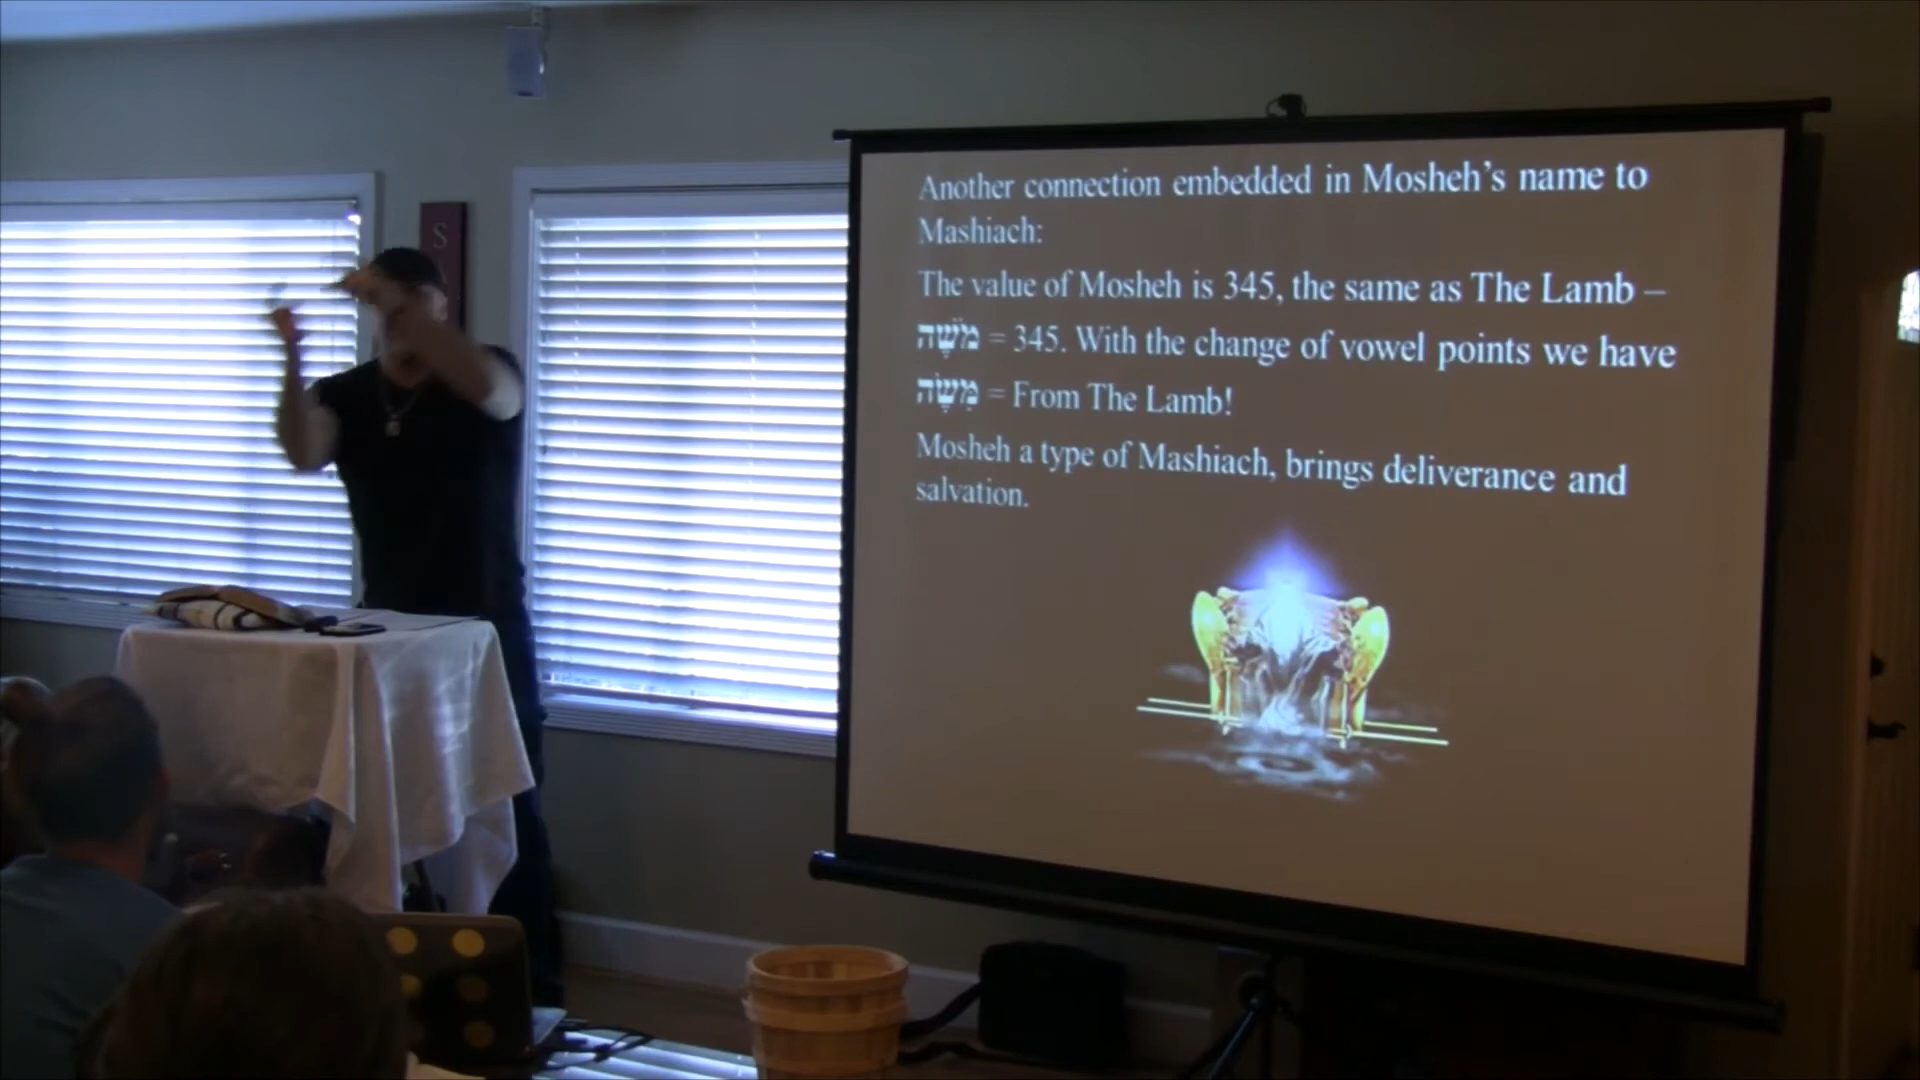 S
Another connection embedded in Mosheh's name to
Mashiach:
The value of Mosheh is 345, the same as The Lamb –
מֹשֶׁה = 345. With the change of vowel points we have
מִשֶּׂה = From The Lamb!
Mosheh a type of Mashiach, brings deliverance and
salvation.